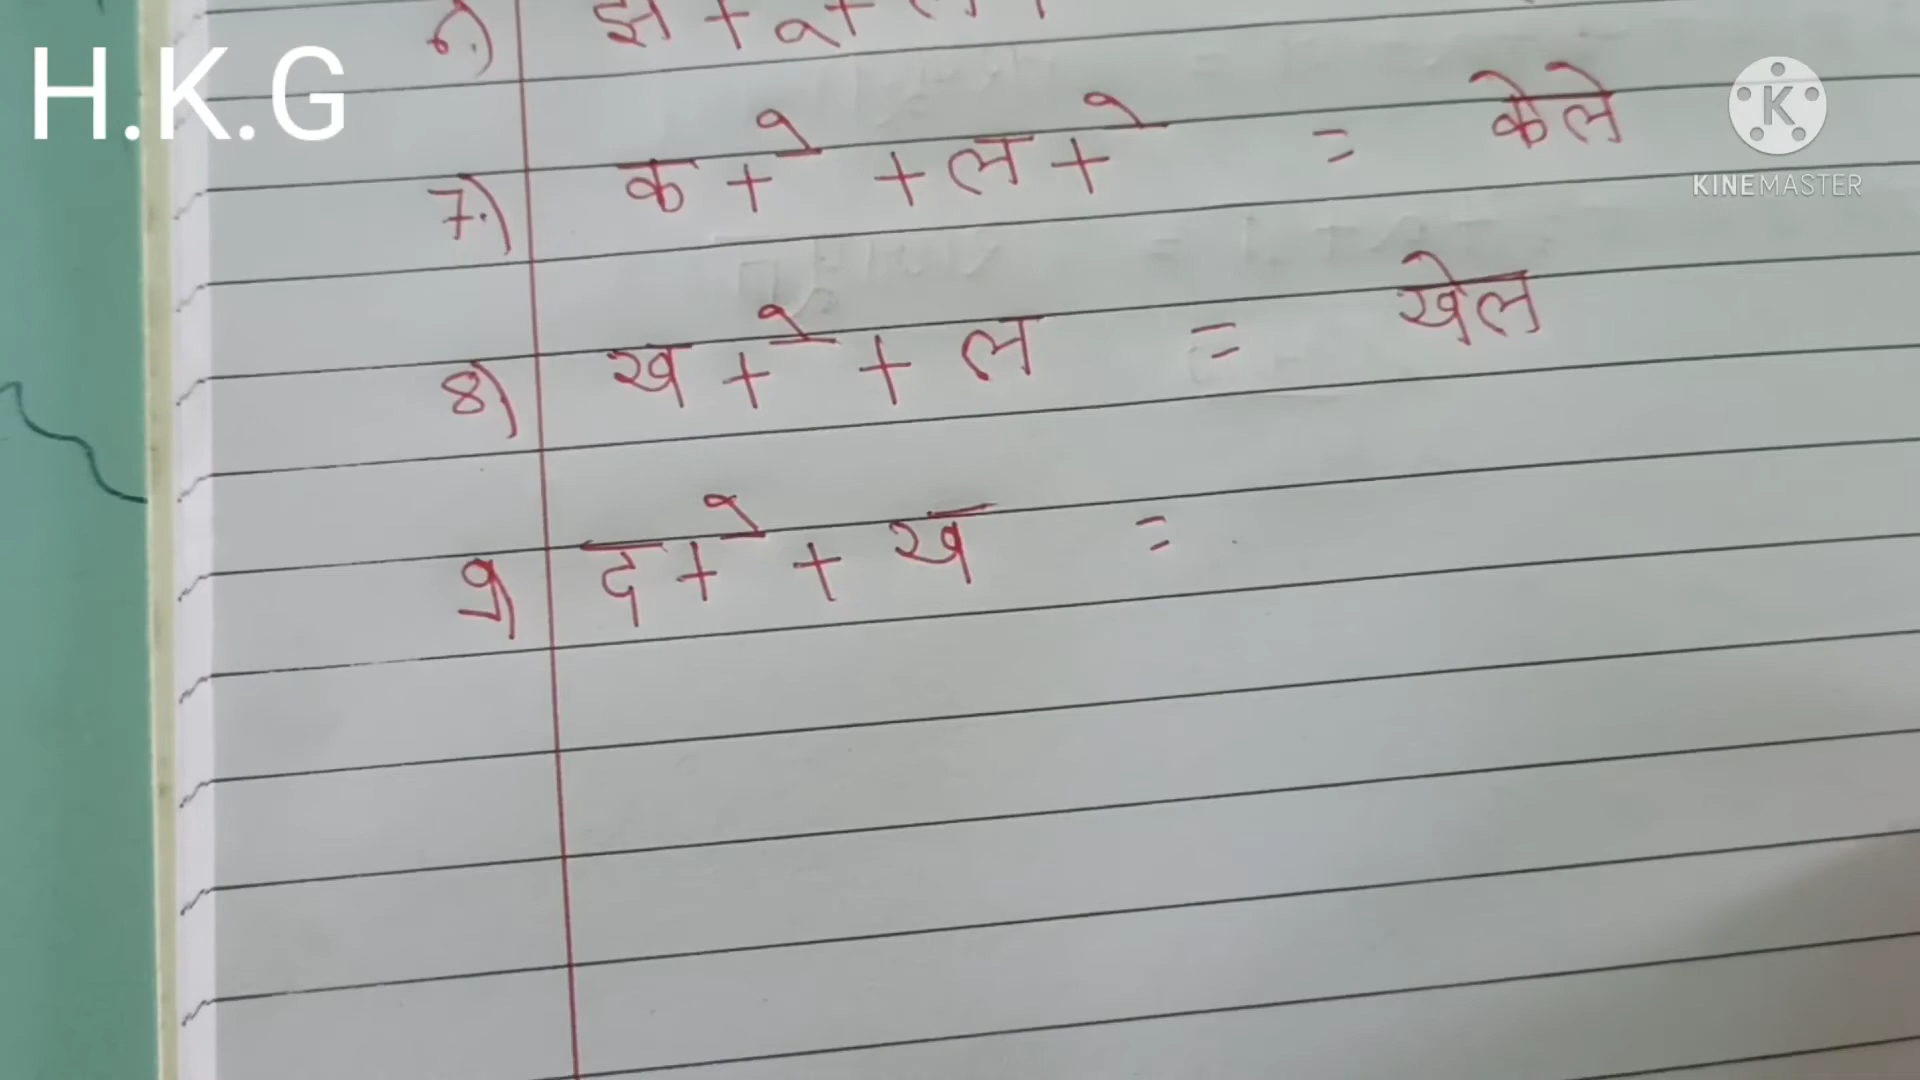 H.K.G
KINEMASTER
7.) क + े + ल + े = केले
8) ख + े + ल = खेल
9) द + े + ख =